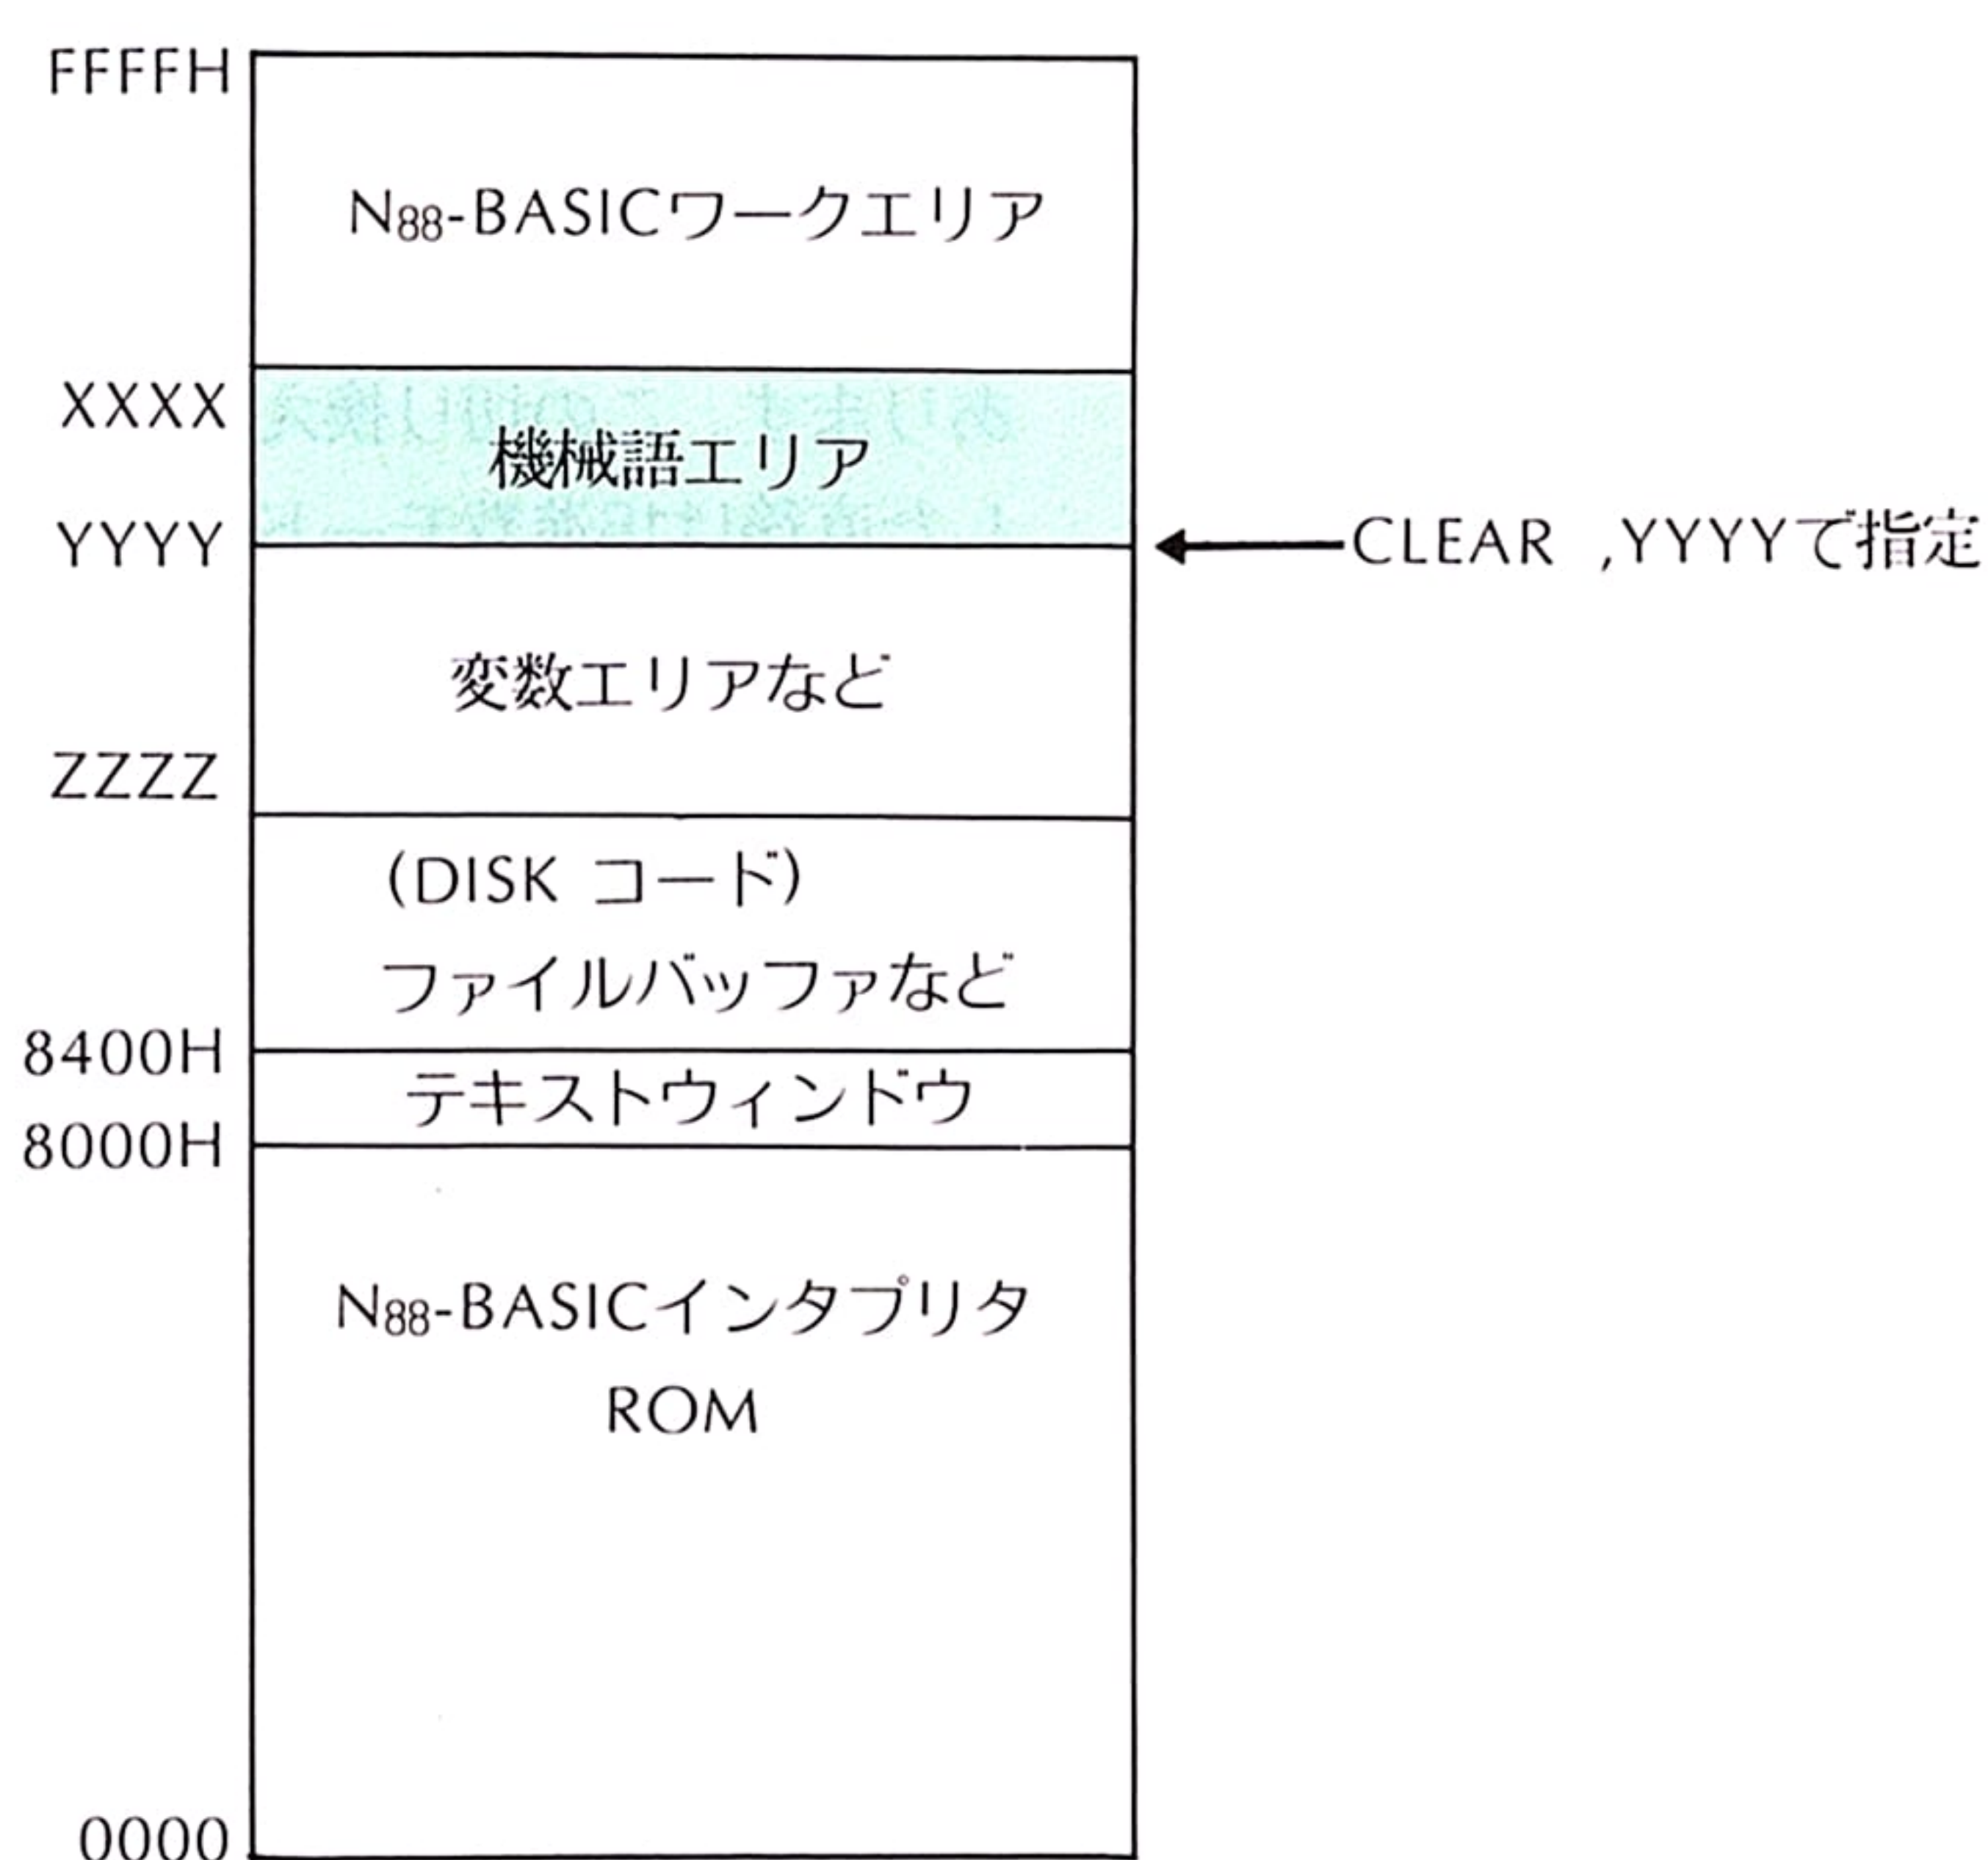 FFFFH
N88-BASICワークエリア
XXXX
機械語エリア
YYYY
CLEAR ,YYYYで指定
変数エリアなど
ZZZZ
(DISK コード)
ファイルバッファなど
8400H
テキストウィンドウ
8000H
N88-BASICインタプリタ
ROM
0000